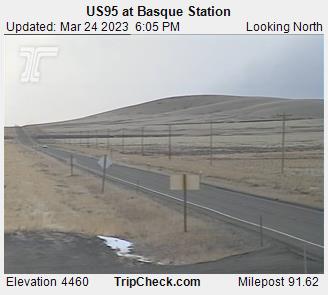 US95 at Basque Station
Updated: Mar 24 2023 6:05 PM Looking North
Elevation 4460 TripCheck.com Milepost 91.62